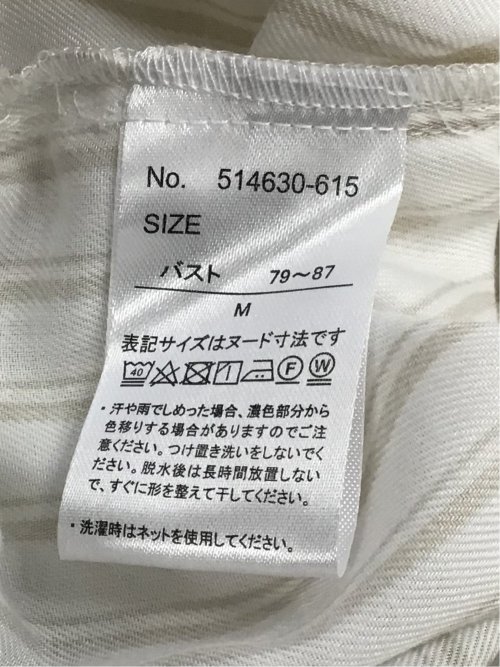 No. 514630-615
SIZE
バスト 79～87
M
表記サイズはヌード寸法です
40 F W
・汗や雨でしめった場合、濃色部分から
色移りする場合がありますのでご注
意ください。つけ置き洗いをしないでく
ださい。脱水後は長時間放置しない
で、すぐに形を整えて干してください。
・洗濯時はネットを使用してください。